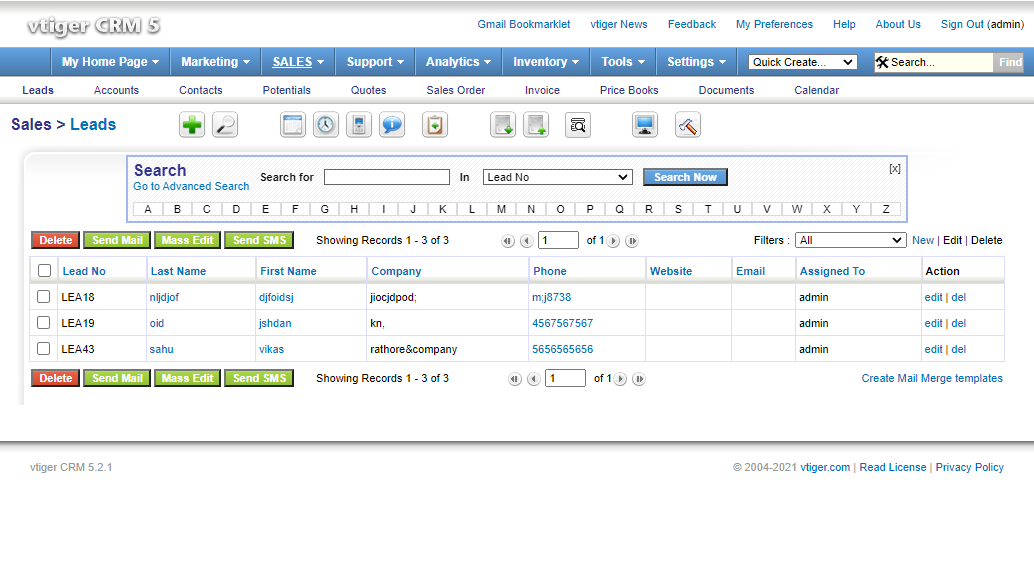 vtiger CRM 5
Gmail Bookmarklet vtiger News Feedback My Preferences Help About Us Sign Out (admin)
My Home Page Marketing SALES Support Analytics Inventory Tools Settings Quick Create... Search... Find
Leads Accounts Contacts Potentials Quotes Sales Order Invoice Price Books Documents Calendar
Sales > Leads
Search
Go to Advanced Search
Search for In Lead No Search Now [x]
A B C D E F G H I J K L M N O P Q R S T U V W X Y Z
Delete Send Mail Mass Edit Send SMS Showing Records 1 - 3 of 3 1 of 1 Filters : All New | Edit | Delete
Lead No Last Name First Name Company Phone Website Email Assigned To Action
LEA18 nljdjof djfoidsj jiocjdpod; m;j8738 admin edit | del
LEA19 oid jshdan kn, 4567567567 admin edit | del
LEA43 sahu vikas rathore&company 5656565656 admin edit | del
Delete Send Mail Mass Edit Send SMS Showing Records 1 - 3 of 3 1 of 1 Create Mail Merge templates
vtiger CRM 5.2.1 © 2004-2021 vtiger.com | Read License | Privacy Policy